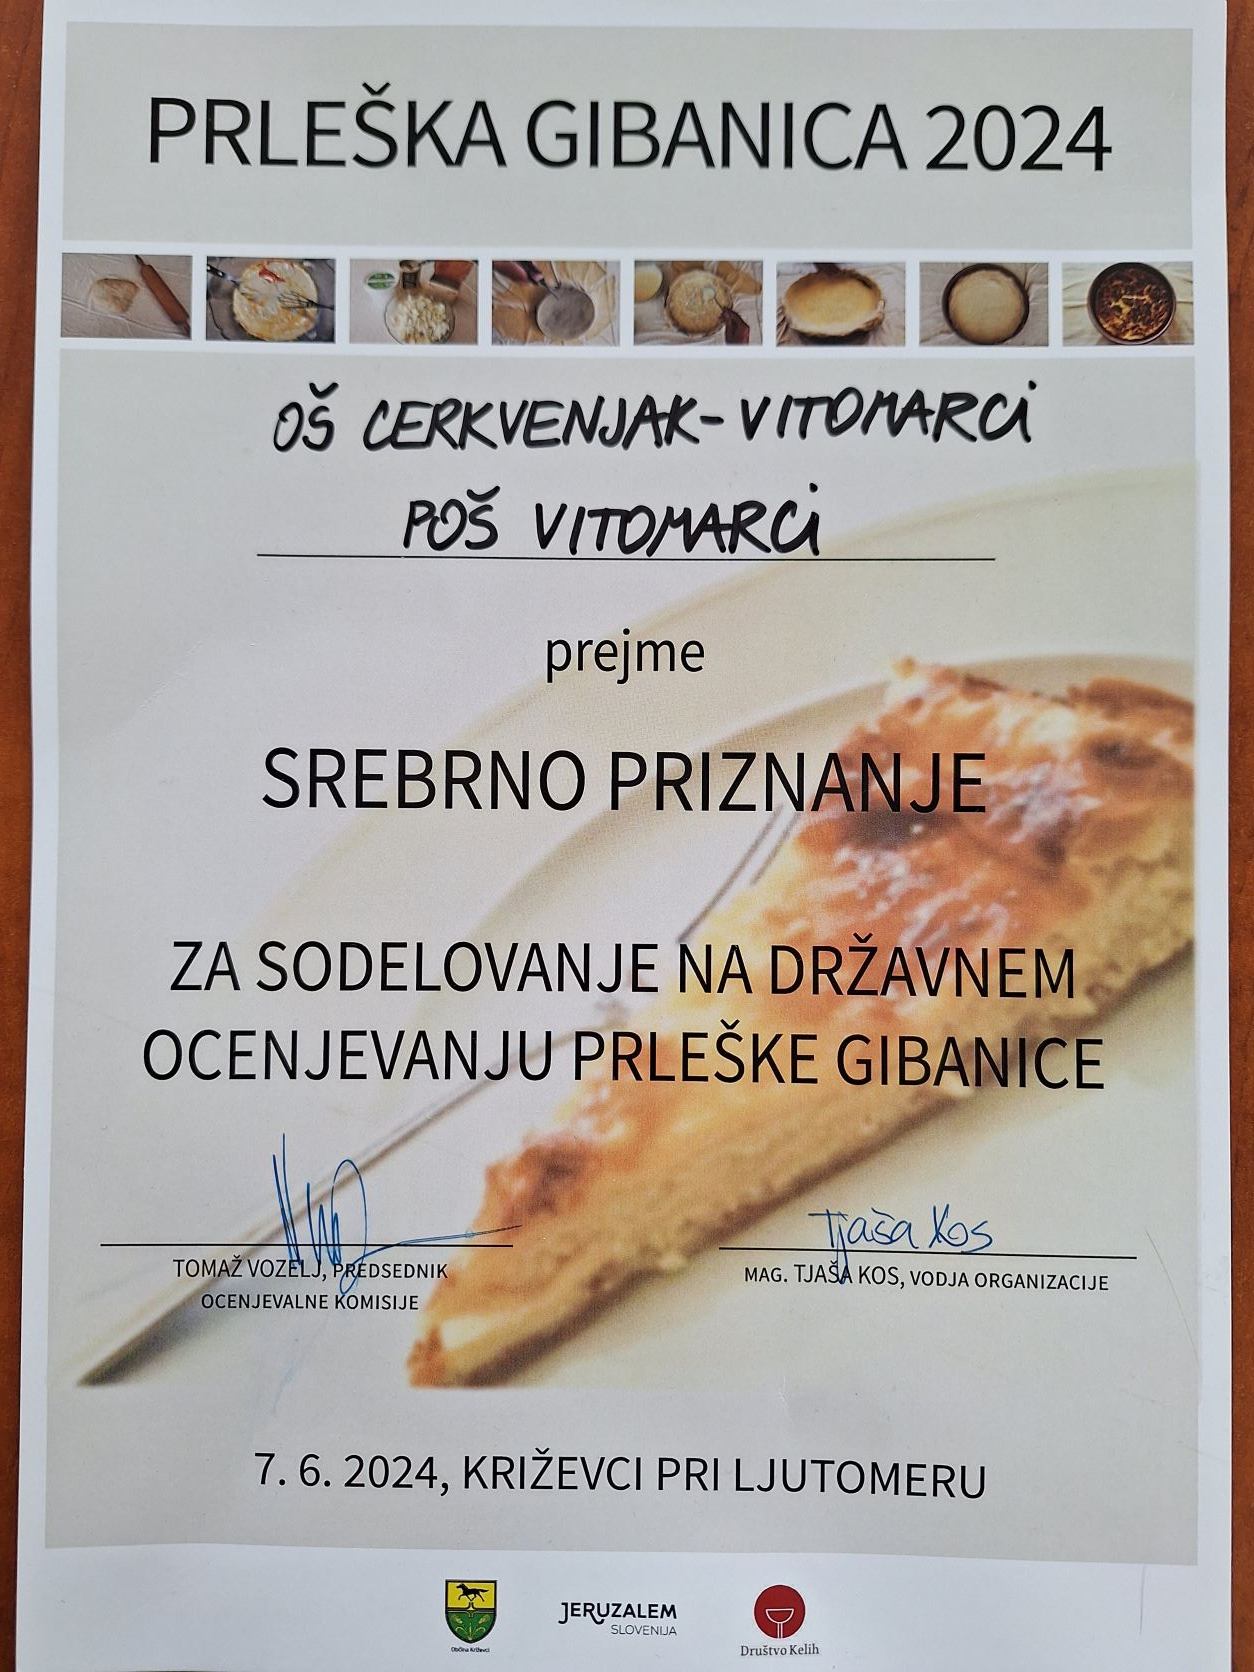 PRLEŠKA GIBANICA 2024
OŠ CERKVENJAK-VITOMARCI
POŠ VITOMARCI
prejme
SREBRNO PRIZNANJE
ZA SODELOVANJE NA DRŽAVNEM
OCENJEVANJU PRLEŠKE GIBANICE
Tjaša Kos
TOMAŽ VOZELJ, PREDSEDNIK
OCENJEVALNE KOMISIJE
MAG. TJAŠA KOS, VODJA ORGANIZACIJE
7. 6. 2024, KRIŽEVCI PRI LJUTOMERU
Občina Križevci
JERUZALEM
SLOVENIJA
Društvo Kelih